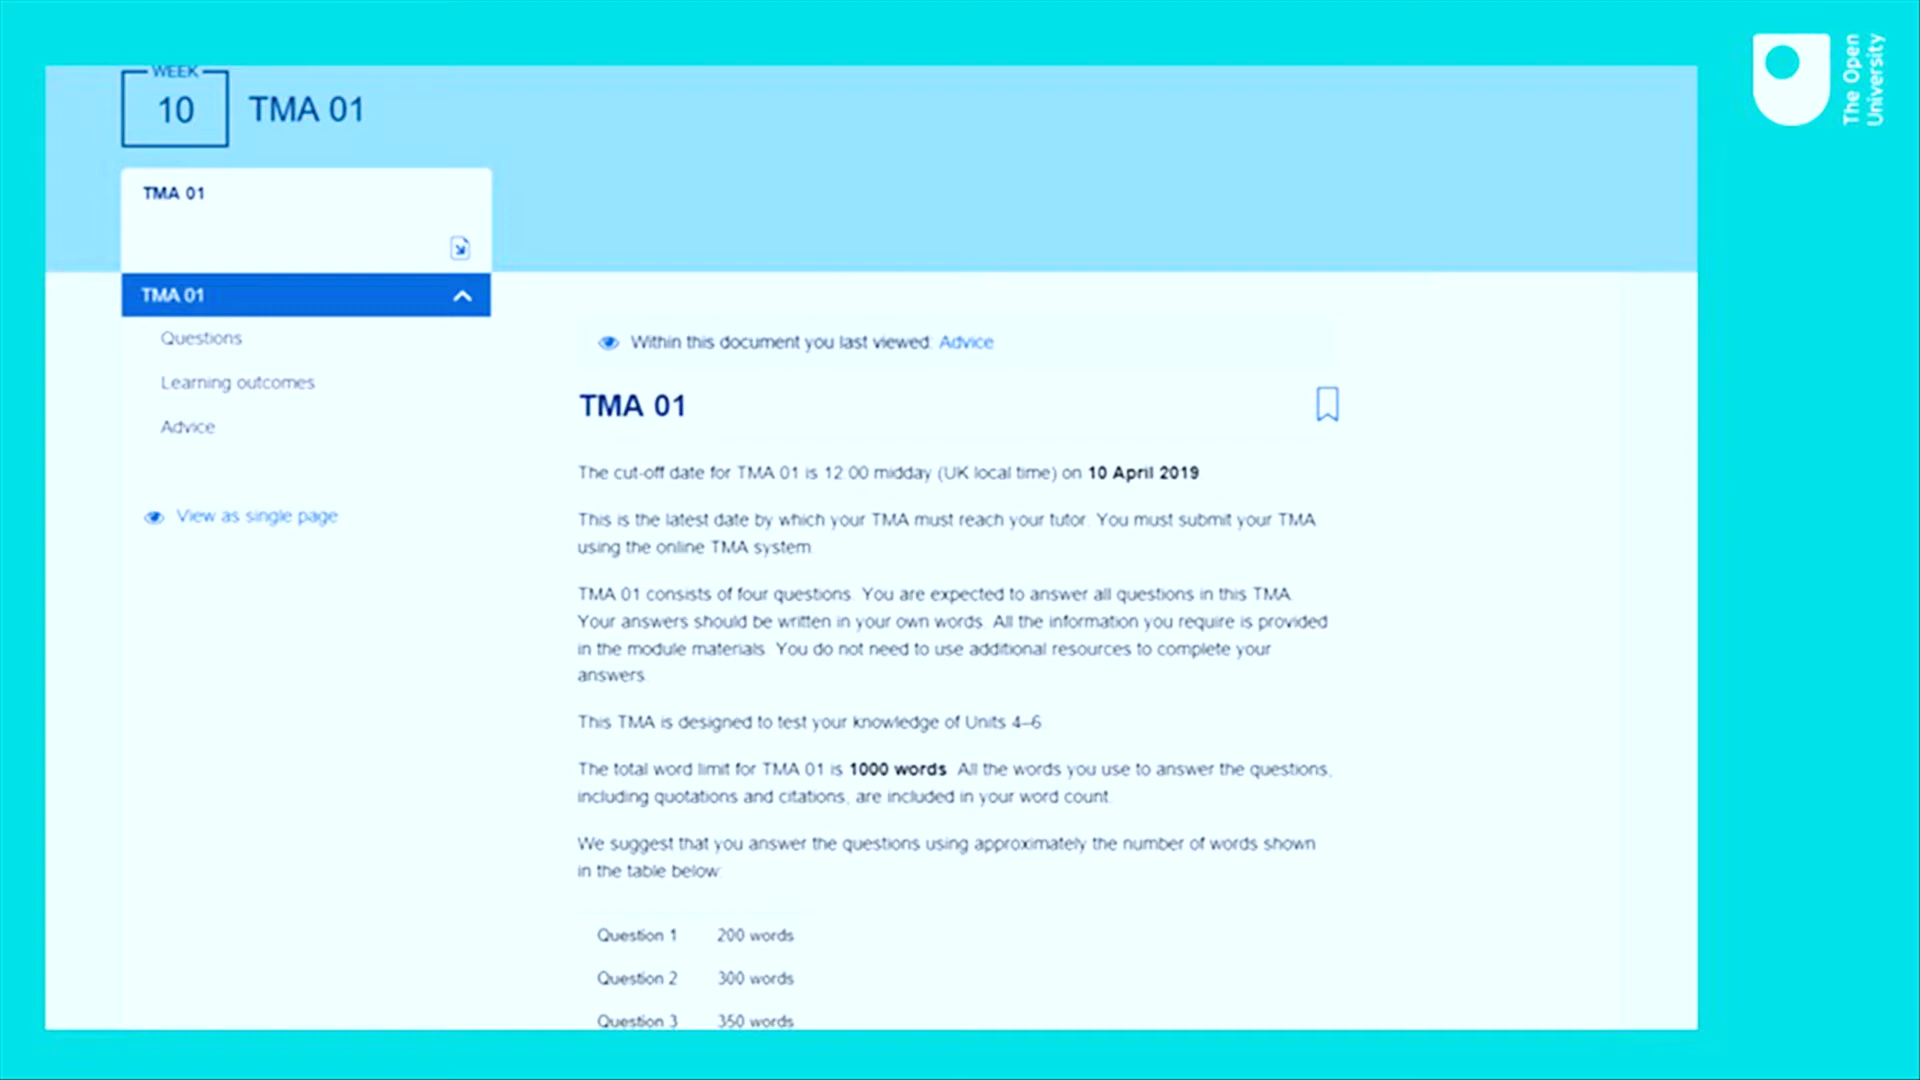 WEEK
10
TMA 01
The Open
University
TMA 01
TMA 01
Questions
Learning outcomes
Advice
View as single page
Within this document you last viewed: Advice
TMA 01
The cut-off date for TMA 01 is 12:00 midday (UK local time) on 10 April 2019
This is the latest date by which your TMA must reach your tutor. You must submit your TMA
using the online TMA system.
TMA 01 consists of four questions. You are expected to answer all questions in this TMA.
Your answers should be written in your own words. All the information you require is provided
in the module materials. You do not need to use additional resources to complete your
answers.
This TMA is designed to test your knowledge of Units 4–6.
The total word limit for TMA 01 is 1000 words. All the words you use to answer the questions,
including quotations and citations, are included in your word count.
We suggest that you answer the questions using approximately the number of words shown
in the table below:
Question 1 200 words
Question 2 300 words
Question 3 350 words